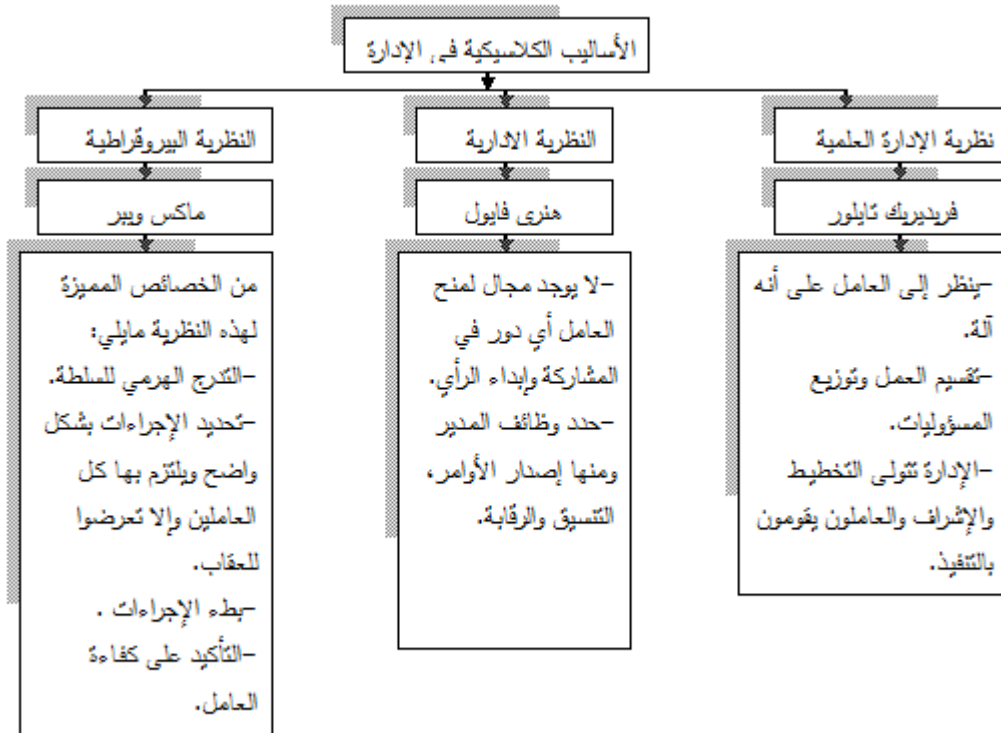 الأساليب الكلاسيكية في الإدارة
نظرية الإدارة العلمية
النظرية الادارية
النظرية البيروقراطية
فريديريك تايلور
هنرى فايول
ماكس ويبر
-ينظر إلى العامل على أنه
آلة.
-تقسيم العمل وتوزيع
المسؤوليات.
-الإدارة تتولى التخطيط
والإشراف والعاملون يقومون
بالتنفيذ.
-لا يوجد مجال لمنح
العامل أي دور في
المشاركة وإبداء الرأي.
-حدد وظائف المدير
ومنها إصدار الأوامر،
التنسيق والرقابة.
من الخصائص المميزة
لهذه النظرية مايلي:
-التدرج الهرمي للسلطة.
-تحديد الإجراءات بشكل
واضح ويلتزم بها كل
العاملين وإلا تعرضوا
للعقاب.
-بطء الإجراءات .
-التأكيد على كفاءة
العامل.